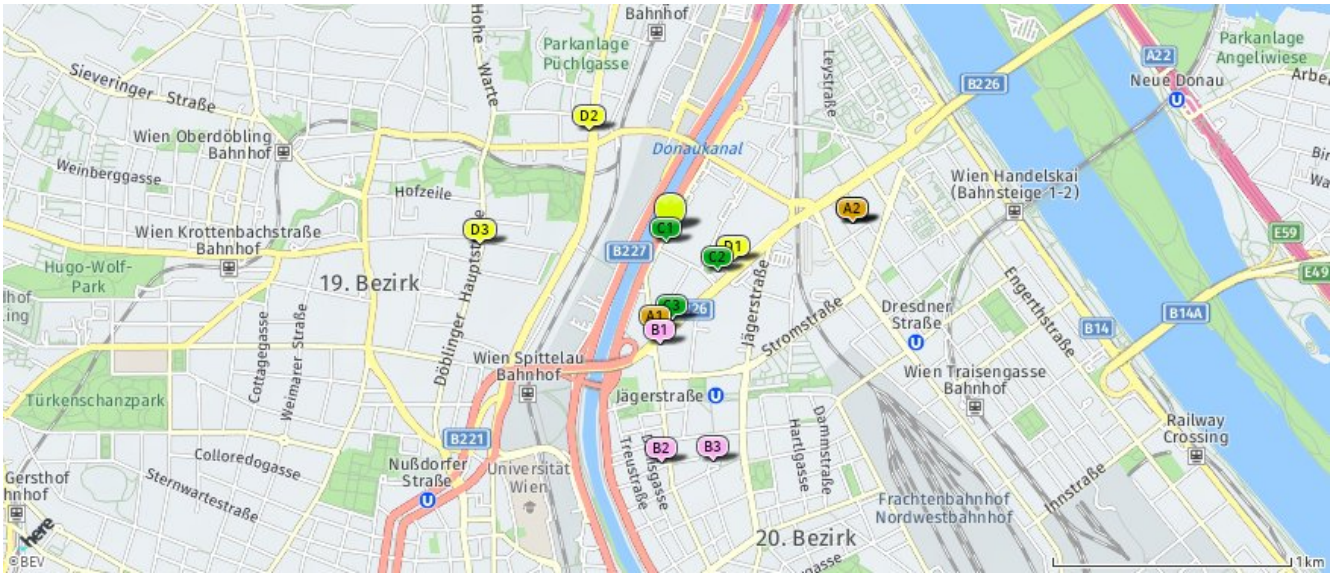 Bahnhof
Hohe Warte
Parkanlage
Püchlgasse
Leystraße
A22
Parkanlage
Angeliwiese
Sieveringer Straße
B226
Neue Donau
U
D2
Wien Oberdöbling
Bahnhof
Donaukanal
Weinberggasse
Hofzeile
Wien Handelskai
(Bahnsteige 1-2)
A2
C1
Wien Krottenbachstraße
Bahnhof
D3
D1
C2
B227
E59
E49
Hugo-Wolf-
Park
19. Bezirk
Döblinger Hauptstraße
Jägerstraße
Engerthstraße
C3
A1
B1
Dresdner
Straße
U
B14
B14A
Cottagegasse
Weimarer Straße
Stromstraße
Wien Spittelau
Bahnhof
Wien Traisengasse
Bahnhof
Türkenschanzpark
Jägerstraße
U
Railway
Crossing
B221
B2
B3
Treustraße
Hartlgasse
Dammstraße
Colloredogasse
Nußdorfer
Straße
U
Universität
Wien
Gersthof
Sternwartestraße
Frachtenbahnhof
Nordwestbahnhof
Innstraße
20. Bezirk
here
©BEV
1km